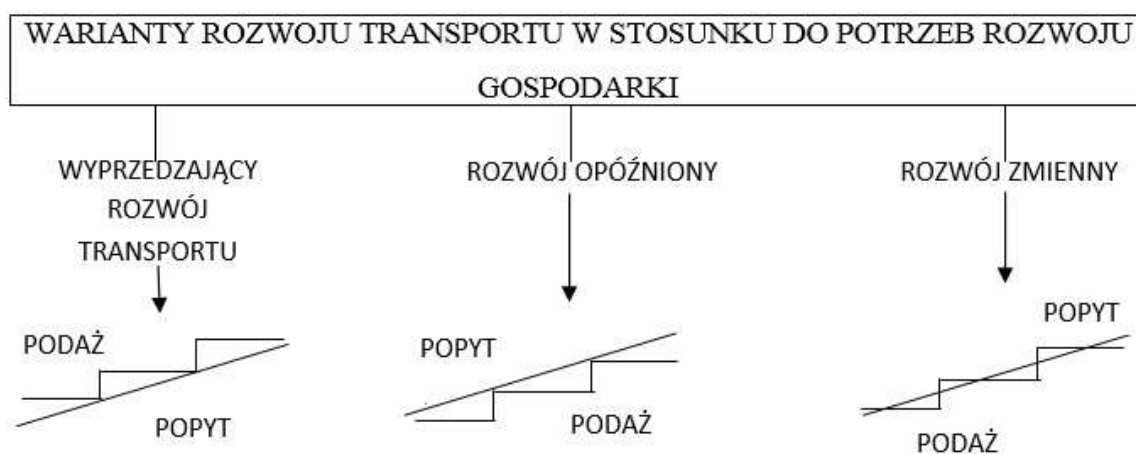 WARIANTY ROZWOJU TRANSPORTU W STOSUNKU DO POTRZEB ROZWOJU
GOSPODARKI
WYPRZEDZAJĄCY
ROZWÓJ
TRANSPORTU
ROZWÓJ OPÓŹNIONY
ROZWÓJ ZMIENNY
PODAŻ
POPYT
POPYT
PODAŻ
POPYT
PODAŻ